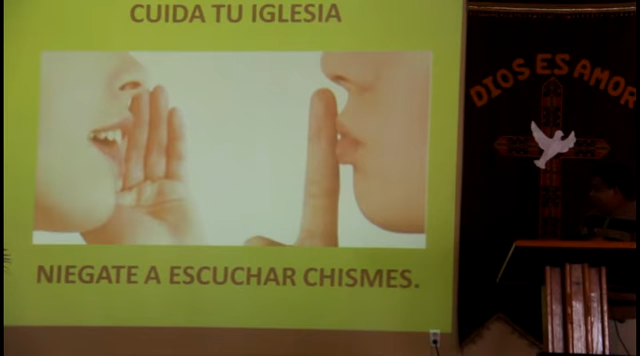 CUIDA TU IGLESIA
NIEGATE A ESCUCHAR CHISMES.
DIOS ES AMOR